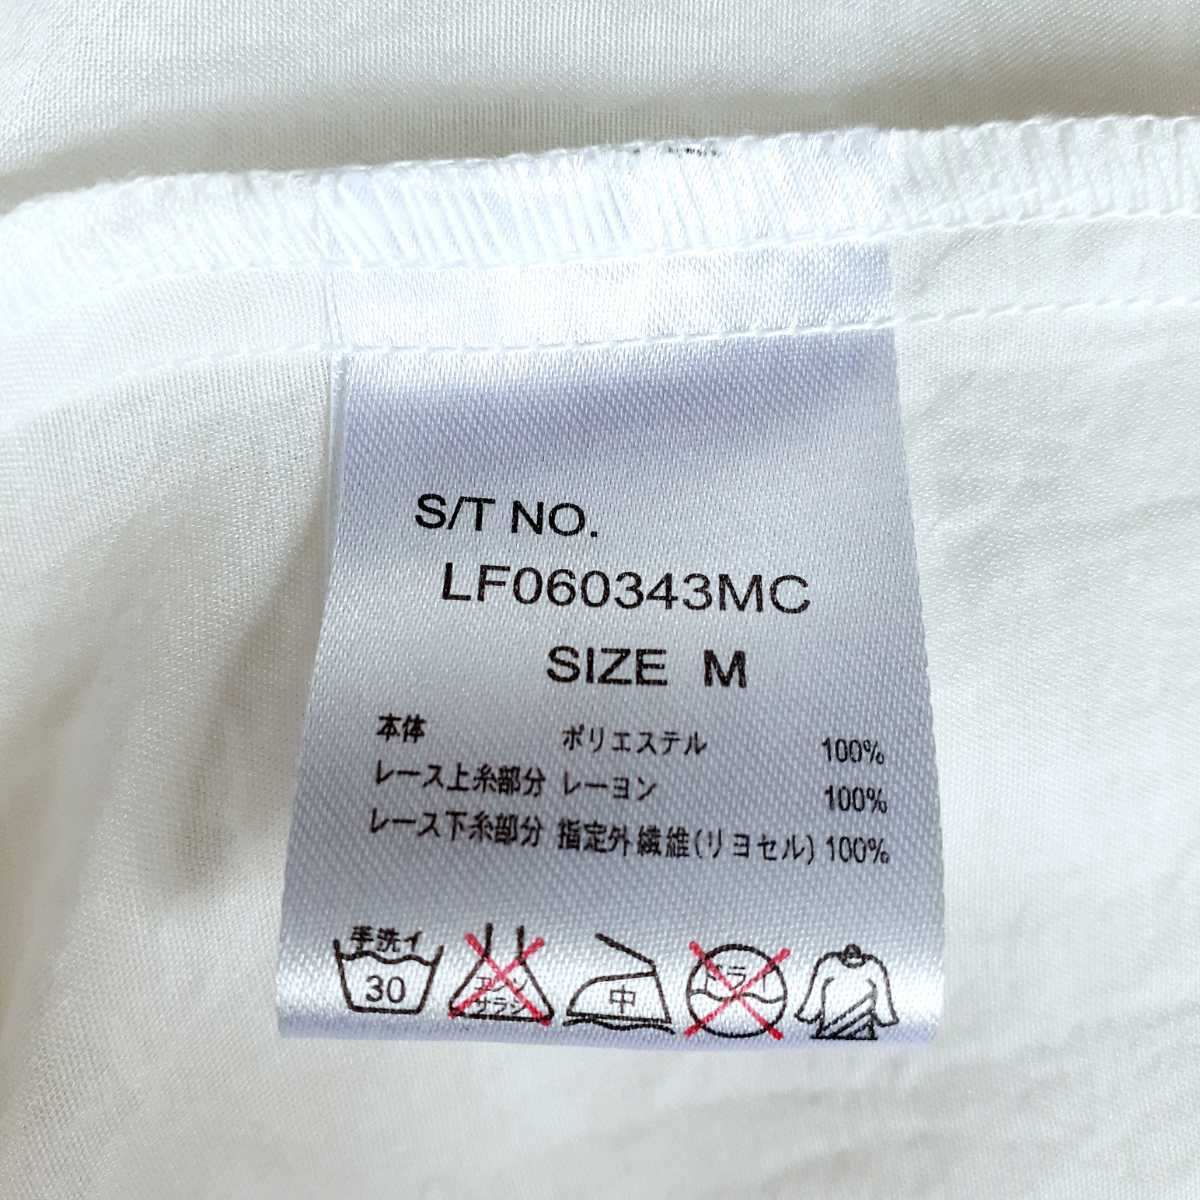 S/T NO.
LF060343MC
SIZE M
本体 ポリエステル 100%
レース上糸部分 レーヨン 100%
レース下糸部分 指定外繊維(リヨセル) 100%
手洗イ
30
エンソ
サラシ
中
ドライ